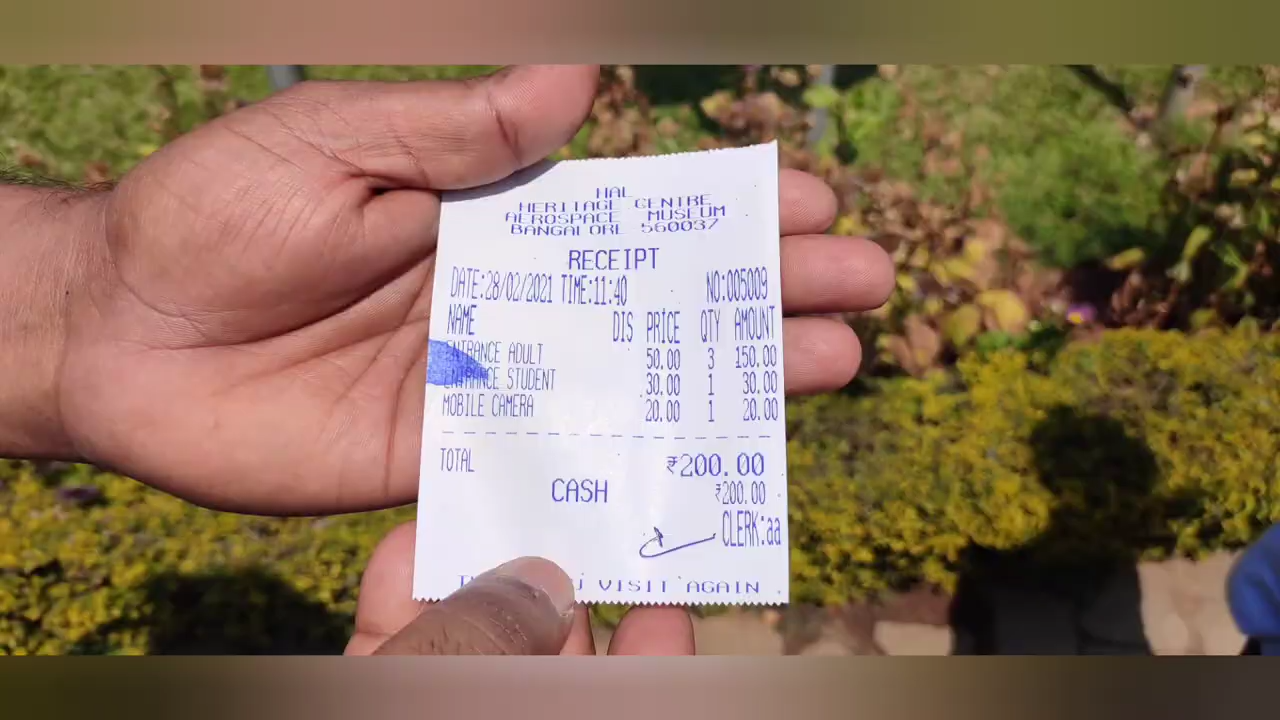 HAL
HERITAGE CENTRE
AEROSPACE MUSEUM
BANGALORE 560037
RECEIPT
DATE:28/02/2021 TIME:11:40 NO:005009
NAME DIS PRICE QTY AMOUNT
ENTRANCE ADULT 50.00 3 150.00
ENTRANCE STUDENT 30.00 1 30.00
MOBILE CAMERA 20.00 1 20.00
TOTAL ₹200.00
CASH ₹200.00
CLERK:aa
VISIT AGAIN